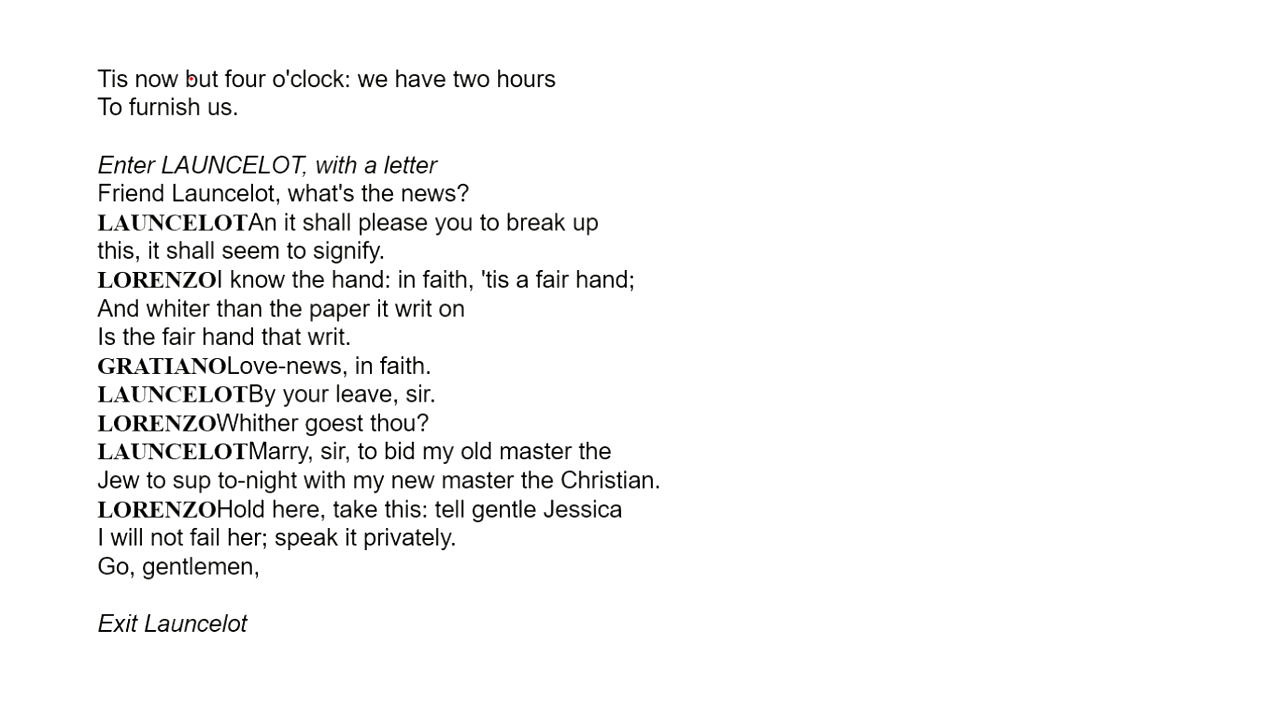 Tis now but four o'clock: we have two hours
To furnish us.
Enter LAUNCELOT, with a letter
Friend Launcelot, what's the news?
LAUNCELOTAn it shall please you to break up
this, it shall seem to signify.
LORENZOI know the hand: in faith, 'tis a fair hand;
And whiter than the paper it writ on
Is the fair hand that writ.
GRATIANOLove-news, in faith.
LAUNCELOTBy your leave, sir.
LORENZOWhither goest thou?
LAUNCELOTMarry, sir, to bid my old master the
Jew to sup to-night with my new master the Christian.
LORENZOHold here, take this: tell gentle Jessica
I will not fail her; speak it privately.
Go, gentlemen,
Exit Launcelot